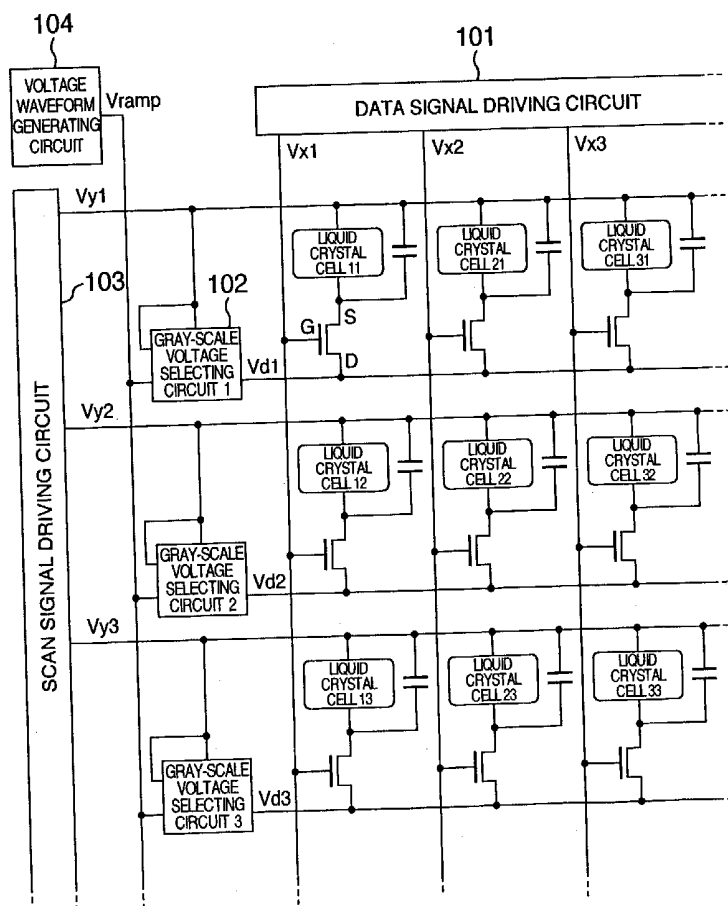 104
101
VOLTAGE
WAVEFORM
GENERATING
CIRCUIT
Vramp
DATA SIGNAL DRIVING CIRCUIT
Vx1
Vx2
Vx3
Vy1
103
SCAN SIGNAL DRIVING CIRCUIT
102
LIQUID
CRYSTAL
CELL 11
LIQUID
CRYSTAL
CELL 21
LIQUID
CRYSTAL
CELL 31
G
S
D
GRAY-SCALE
VOLTAGE
SELECTING
CIRCUIT 1
Vd1
Vy2
LIQUID
CRYSTAL
CELL 12
LIQUID
CRYSTAL
CELL 22
LIQUID
CRYSTAL
CELL 32
GRAY-SCALE
VOLTAGE
SELECTING
CIRCUIT 2
Vd2
Vy3
LIQUID
CRYSTAL
CELL 13
LIQUID
CRYSTAL
CELL 23
LIQUID
CRYSTAL
CELL 33
GRAY-SCALE
VOLTAGE
SELECTING
CIRCUIT 3
Vd3